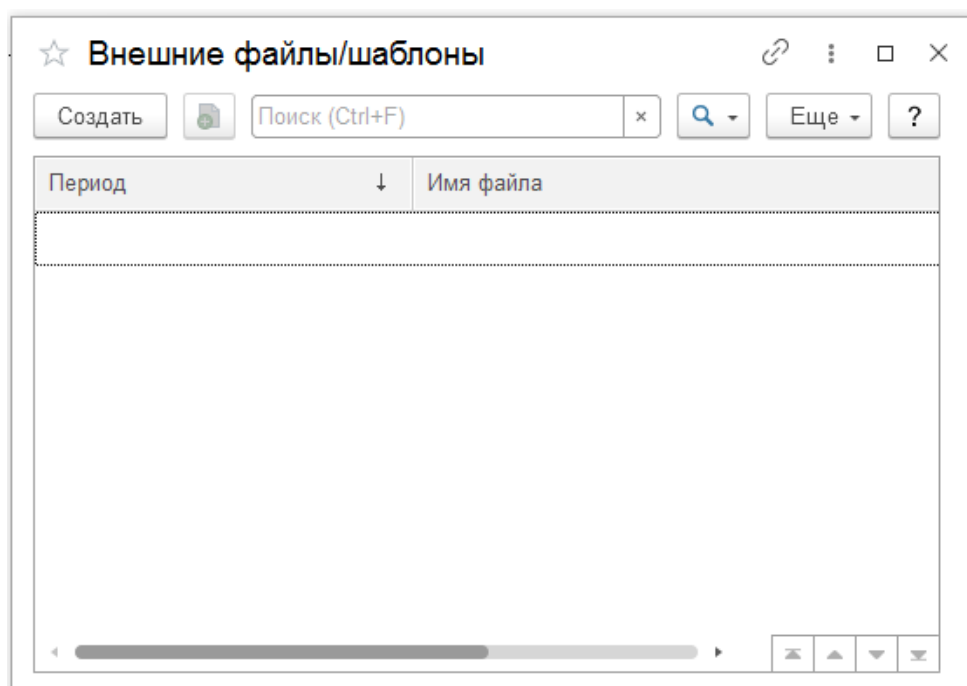 Внешние файлы/шаблоны
Создать Поиск (Ctrl+F) × Еще ?
Период ↓ Имя файла